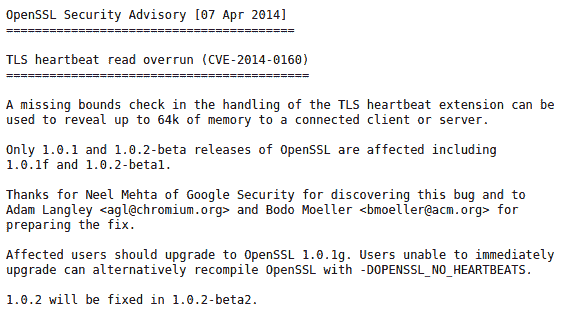 OpenSSL Security Advisory [07 Apr 2014]
========================================
TLS heartbeat read overrun (CVE-2014-0160)
==========================================
A missing bounds check in the handling of the TLS heartbeat extension can be
used to reveal up to 64k of memory to a connected client or server.
Only 1.0.1 and 1.0.2-beta releases of OpenSSL are affected including
1.0.1f and 1.0.2-beta1.
Thanks for Neel Mehta of Google Security for discovering this bug and to
Adam Langley <agl@chromium.org> and Bodo Moeller <bmoeller@acm.org> for
preparing the fix.
Affected users should upgrade to OpenSSL 1.0.1g. Users unable to immediately
upgrade can alternatively recompile OpenSSL with -DOPENSSL_NO_HEARTBEATS.
1.0.2 will be fixed in 1.0.2-beta2.